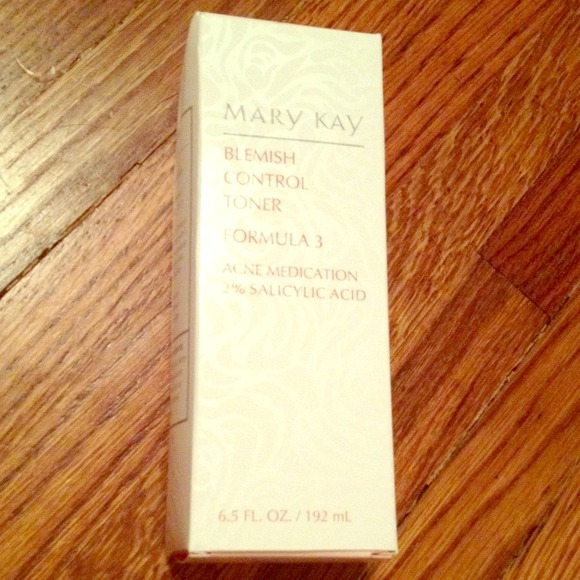 MARY KAY
BLEMISH
CONTROL
TONER
FORMULA 3
ACNE MEDICATION
2% SALICYLIC ACID
6.5 FL. OZ. / 192 mL